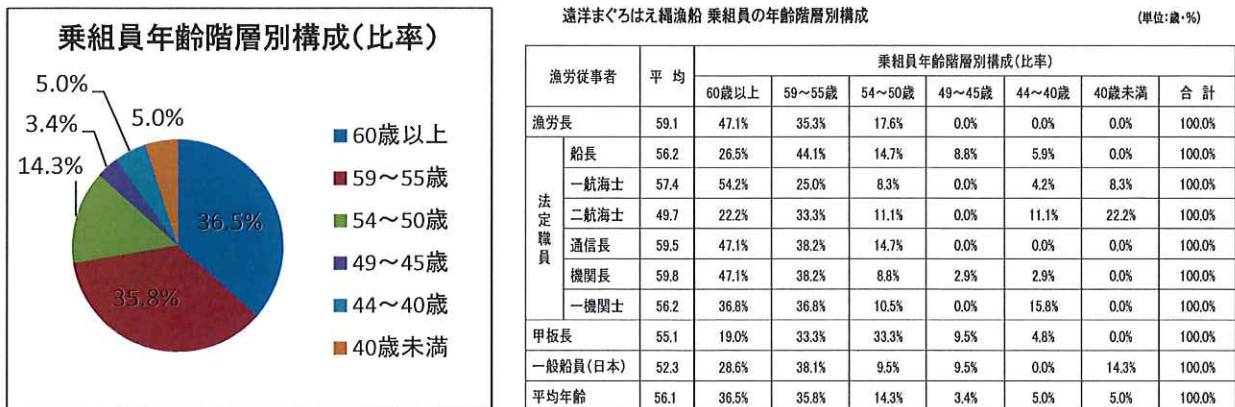 乗組員年齢階層別構成(比率)
5.0%
5.0%
3.4%
14.3%
36.5%
35.8%
60歳以上
59～55歳
54～50歳
49～45歳
44～40歳
40歳未満
遠洋まぐろはえ縄漁船 乗組員の年齢階層別構成
(単位:歳・%)
漁労従事者 平 均 乗組員年齢階層別構成(比率)
60歳以上 59～55歳 54～50歳 49～45歳 44～40歳 40歳未満 合 計
漁労長 59.1 47.1% 35.3% 17.6% 0.0% 0.0% 0.0% 100.0%
法定職員
船長 56.2 26.5% 44.1% 14.7% 8.8% 5.9% 0.0% 100.0%
一航海士 57.4 54.2% 25.0% 8.3% 0.0% 4.2% 8.3% 100.0%
二航海士 49.7 22.2% 33.3% 11.1% 0.0% 11.1% 22.2% 100.0%
通信長 59.5 47.1% 38.2% 14.7% 0.0% 0.0% 0.0% 100.0%
機関長 59.8 47.1% 38.2% 8.8% 2.9% 2.9% 0.0% 100.0%
一機関士 56.2 36.8% 36.8% 10.5% 0.0% 15.8% 0.0% 100.0%
甲板長 55.1 19.0% 33.3% 33.3% 9.5% 4.8% 0.0% 100.0%
一般船員(日本) 52.3 28.6% 38.1% 9.5% 9.5% 0.0% 14.3% 100.0%
平均年齢 56.1 36.5% 35.8% 14.3% 3.4% 5.0% 5.0% 100.0%